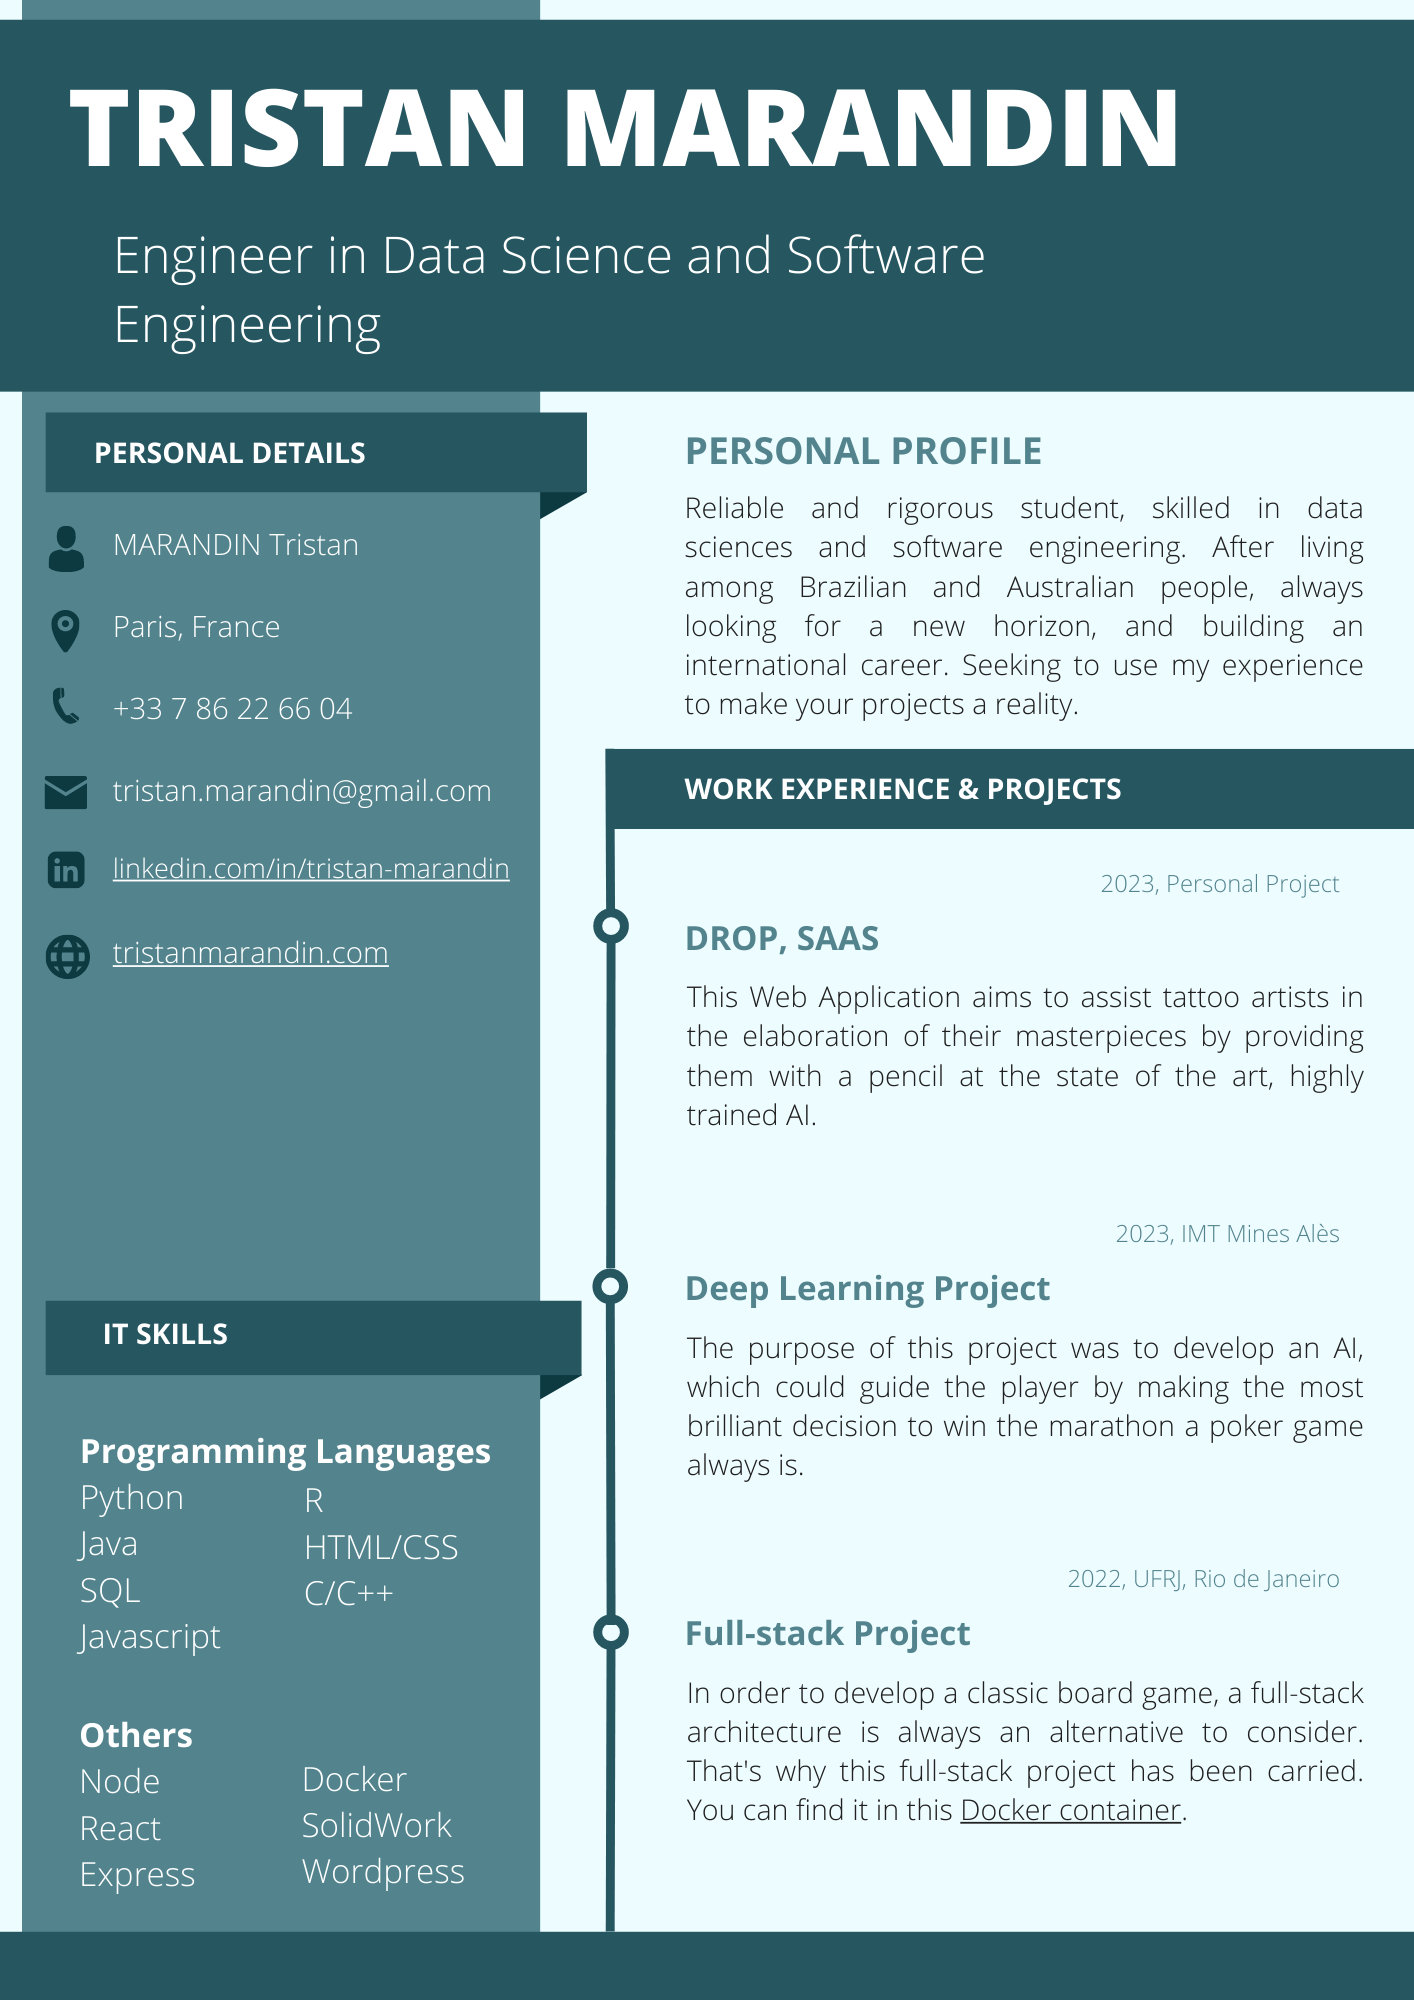 TRISTAN MARANDIN
Engineer in Data Science and Software
Engineering
PERSONAL DETAILS
MARANDIN Tristan
Paris, France
+33 7 86 22 66 04
tristan.marandin@gmail.com
linkedin.com/in/tristan-marandin
tristanmarandin.com
IT SKILLS
Programming Languages
Python
Java
SQL
Javascript
R
HTML/CSS
C/C++
Others
Node
React
Express
Docker
SolidWork
Wordpress
PERSONAL PROFILE
Reliable and rigorous student, skilled in data
sciences and software engineering. After living
among Brazilian and Australian people, always
looking for a new horizon, and building an
international career. Seeking to use my experience
to make your projects a reality.
WORK EXPERIENCE & PROJECTS
2023, Personal Project
DROP, SAAS
This Web Application aims to assist tattoo artists in
the elaboration of their masterpieces by providing
them with a pencil at the state of the art, highly
trained AI.
2023, IMT Mines Alès
Deep Learning Project
The purpose of this project was to develop an AI,
which could guide the player by making the most
brilliant decision to win the marathon a poker game
always is.
2022, UFRJ, Rio de Janeiro
Full-stack Project
In order to develop a classic board game, a full-stack
architecture is always an alternative to consider.
That's why this full-stack project has been carried.
You can find it in this Docker container.